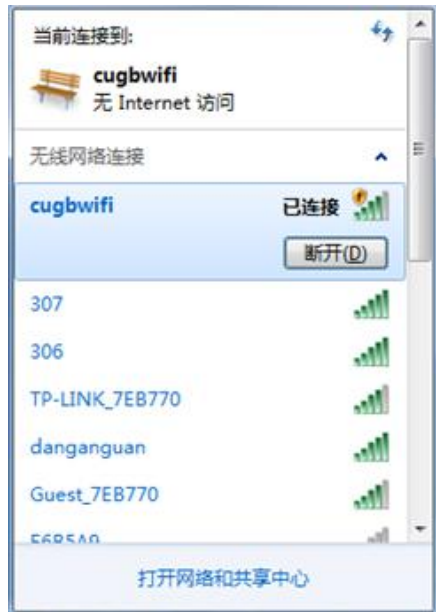 当前连接到:
cugbwifi
无 Internet 访问
无线网络连接
cugbwifi
已连接
断开(D)
307
306
TP-LINK_7EB770
danganguan
Guest_7EB770
打开网络和共享中心